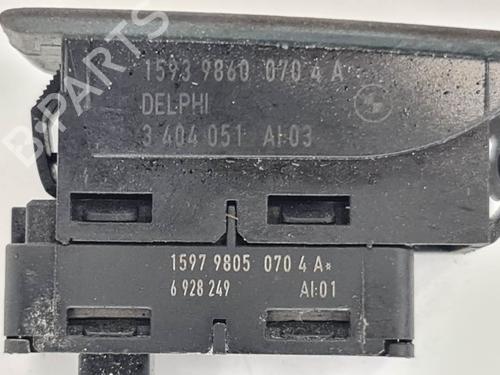 1593 9860 070 4 A
DELPHI
3 404 051 AI:03
1597 9805 070 4 A*
6 928 249 AI:01